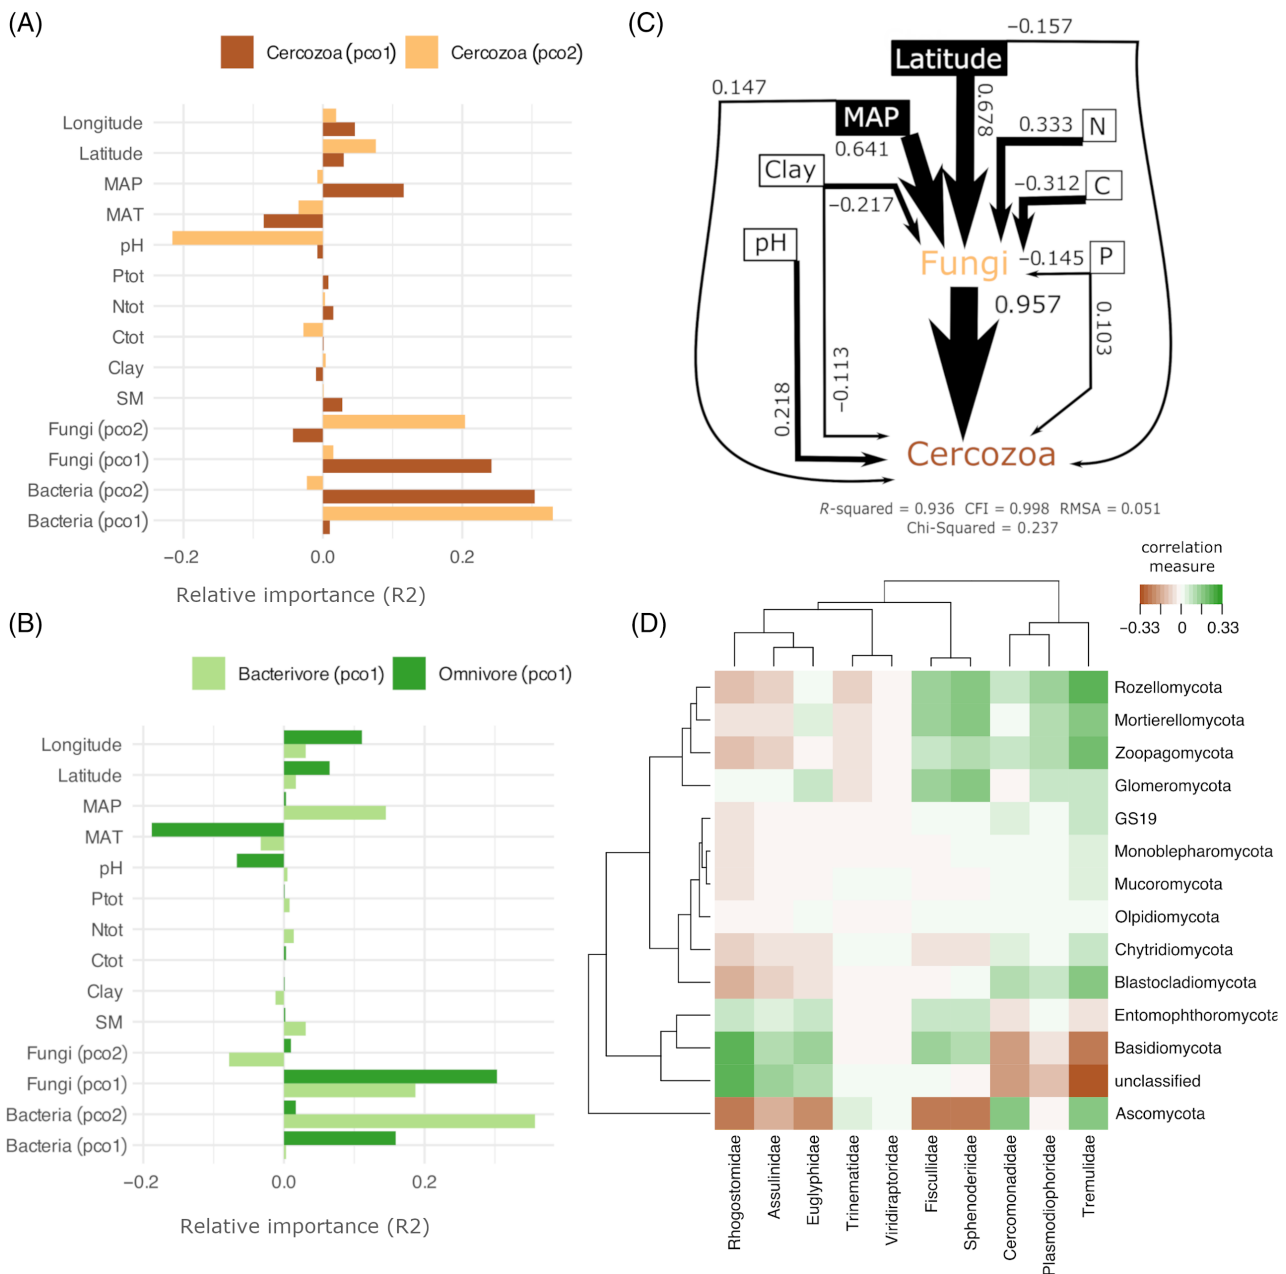 (A)
Cercozoa (pco1)
Cercozoa (pco2)
Longitude
Latitude
MAP
MAT
pH
Ptot
Ntot
Ctot
Clay
SM
Fungi (pco2)
Fungi (pco1)
Bacteria (pco2)
Bacteria (pco1)
−0.2
0.0
0.2
Relative importance (R2)
(B)
Bacterivore (pco1)
Omnivore (pco1)
Longitude
Latitude
MAP
MAT
pH
Ptot
Ntot
Ctot
Clay
SM
Fungi (pco2)
Fungi (pco1)
Bacteria (pco2)
Bacteria (pco1)
−0.2
0.0
0.2
Relative importance (R2)
(C)
−0.157
Latitude
0.147
MAP
0.678
0.641
0.333
N
Clay
−0.312
C
−0.217
pH
Fungi
−0.145
P
0.957
0.103
−0.113
0.218
Cercozoa
R-squared = 0.936 CFI = 0.998 RMSA = 0.051
Chi-Squared = 0.237
(D)
correlation
measure
−0.33
0
0.33
Rozellomycota
Mortierellomycota
Zoopagomycota
Glomeromycota
GS19
Monoblepharomycota
Mucoromycota
Olpidiomycota
Chytridiomycota
Blastocladiomycota
Entomophthoromycota
Basidiomycota
unclassified
Ascomycota
Rhogostomidae
Assulinidae
Euglyphidae
Trinematidae
Viridiraptoridae
Fiscullidae
Sphenoderiidae
Cercomonadidae
Plasmodiophoridae
Tremulidae